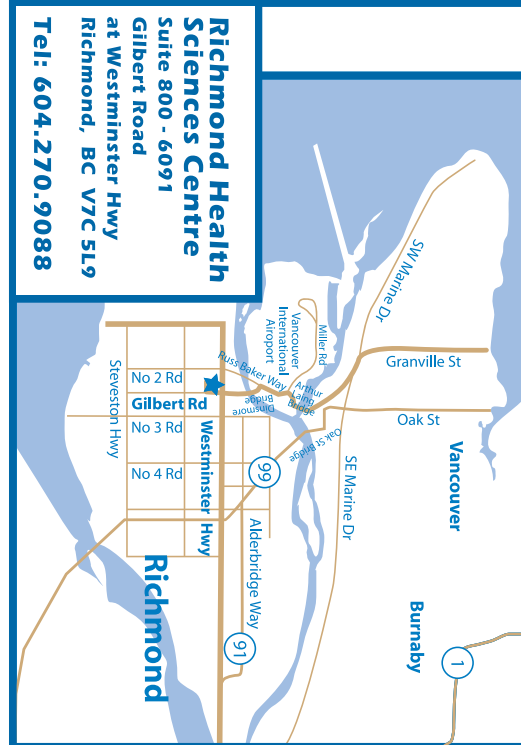 Richmond Health
Sciences Centre
Suite 800 - 6091
Gilbert Road
at Westminster Hwy
Richmond, BC V7C 5L9
Tel: 604.270.9088
SW Marine Dr
Granville St
Oak St
Vancouver
Burnaby
1
SE Marine Dr
Miller Rd
Vancouver
International
Airoport
Russ Baker Way
Arthur
Laing
Bridge
Dinsmore
Bridge
Oak St Bridge
No 2 Rd
Gilbert Rd
No 3 Rd
No 4 Rd
Steveston Hwy
Westminster Hwy
99
Alderbridge Way
91
Richmond